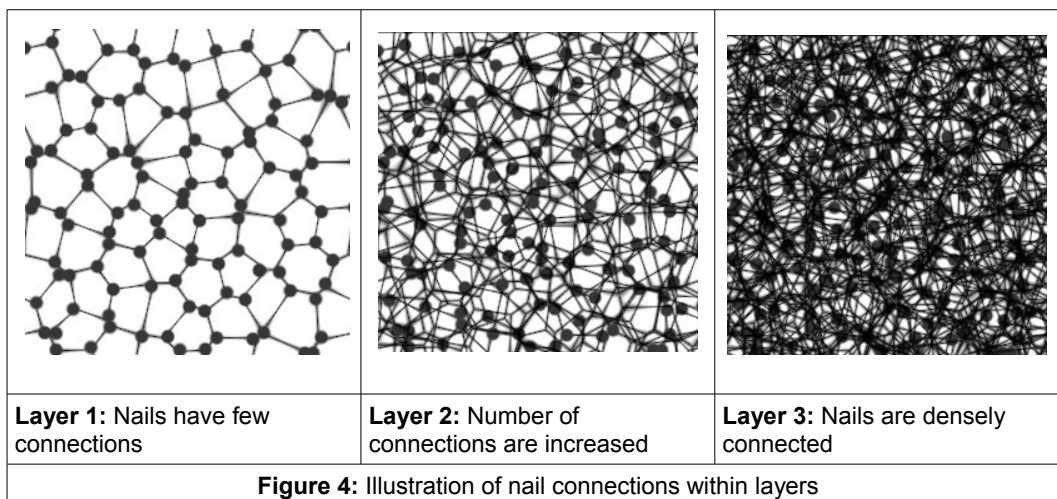 Layer 1: Nails have few
connections
Layer 2: Number of
connections are increased
Layer 3: Nails are densely
connected
Figure 4: Illustration of nail connections within layers